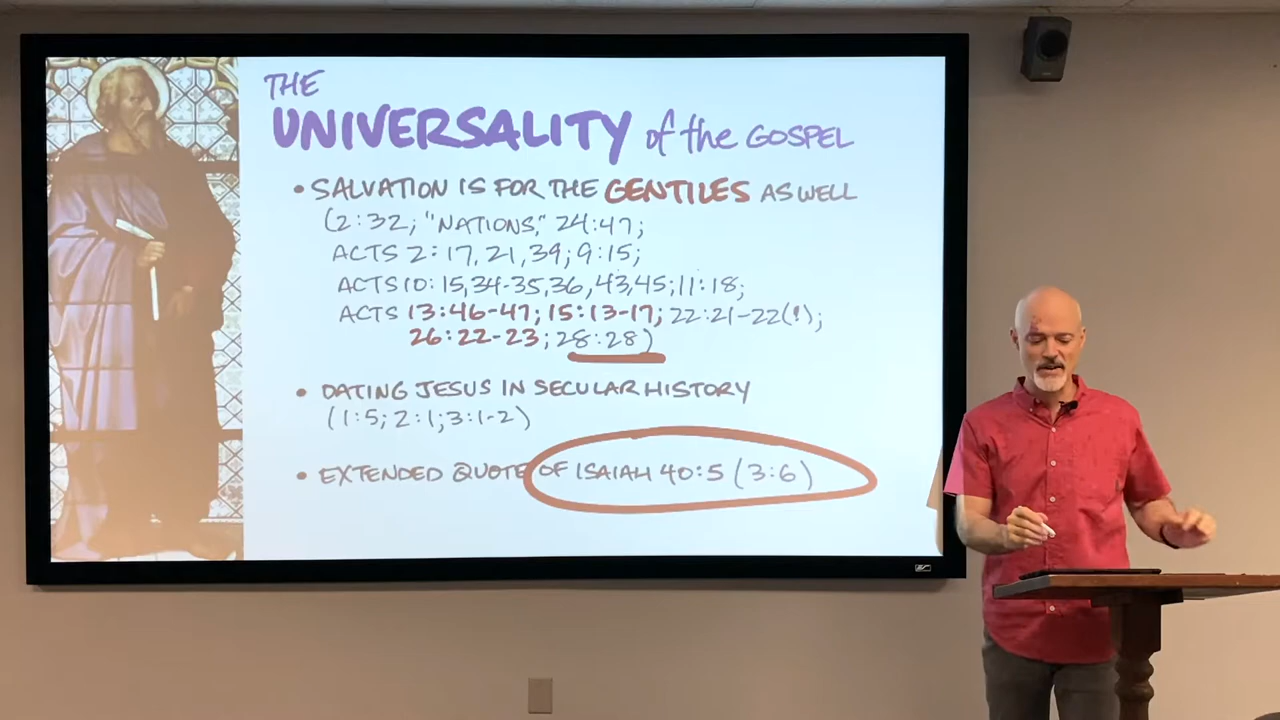 THE
UNIVERSALITY of the GOSPEL
• SALVATION IS FOR THE GENTILES AS WELL
(2:32; "NATIONS," 24:47;
ACTS 2:17, 21, 39; 9:15;
ACTS 10:15, 34-35, 36, 43, 45; 11:18;
ACTS 13:46-47; 15:13-17; 22:21-22(!);
26:22-23; 28:28)
• DATING JESUS IN SECULAR HISTORY
(1:5; 2:1; 3:1-2)
• EXTENDED QUOTE OF ISAIAH 40:5 (3:6)